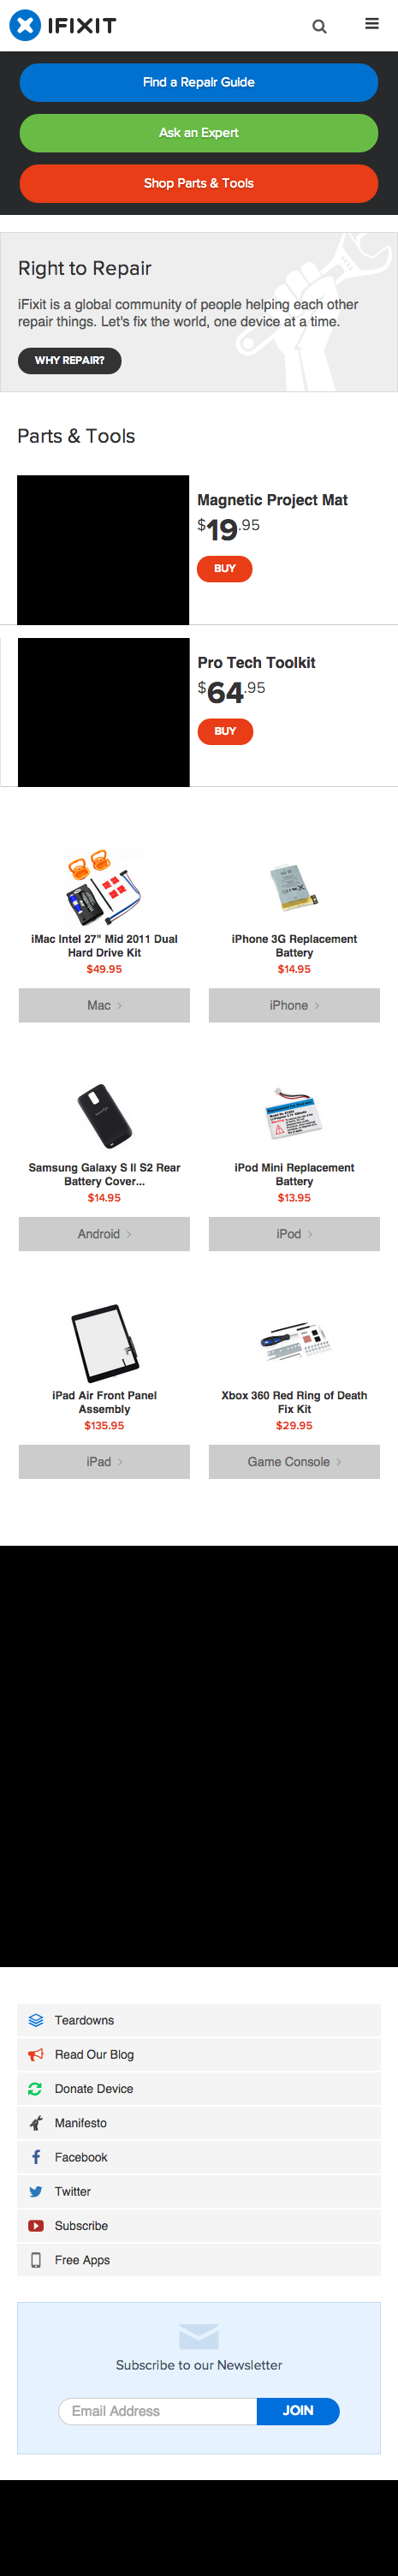 IFIXIT
Find a Repair Guide
Ask an Expert
Shop Parts & Tools
Right to Repair
iFixit is a global community of people helping each other
repair things. Let's fix the world, one device at a time.
WHY REPAIR?
Parts & Tools
Magnetic Project Mat
$19.95
BUY
Pro Tech Toolkit
$64.95
BUY
iMac Intel 27" Mid 2011 Dual
Hard Drive Kit
$49.95
Mac >
iPhone 3G Replacement
Battery
$14.95
iPhone >
Samsung Galaxy S II S2 Rear
Battery Cover...
$14.95
Android >
iPod Mini Replacement
Battery
$13.95
iPod >
iPad Air Front Panel
Assembly
$135.95
iPad >
Xbox 360 Red Ring of Death
Fix Kit
$29.95
Game Console >
Teardowns
Read Our Blog
Donate Device
Manifesto
Facebook
Twitter
Subscribe
Free Apps
Subscribe to our Newsletter
Email Address
JOIN